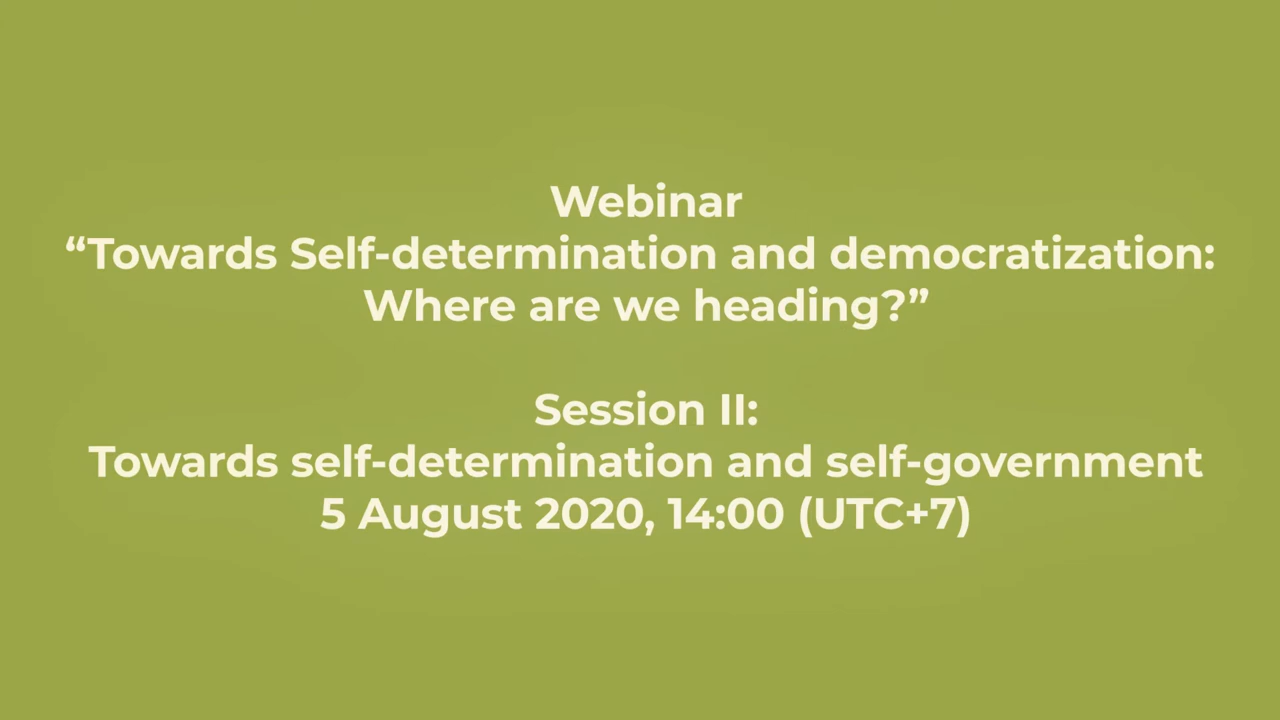 Webinar
“Towards Self-determination and democratization:
Where are we heading?”
Session II:
Towards self-determination and self-government
5 August 2020, 14:00 (UTC+7)